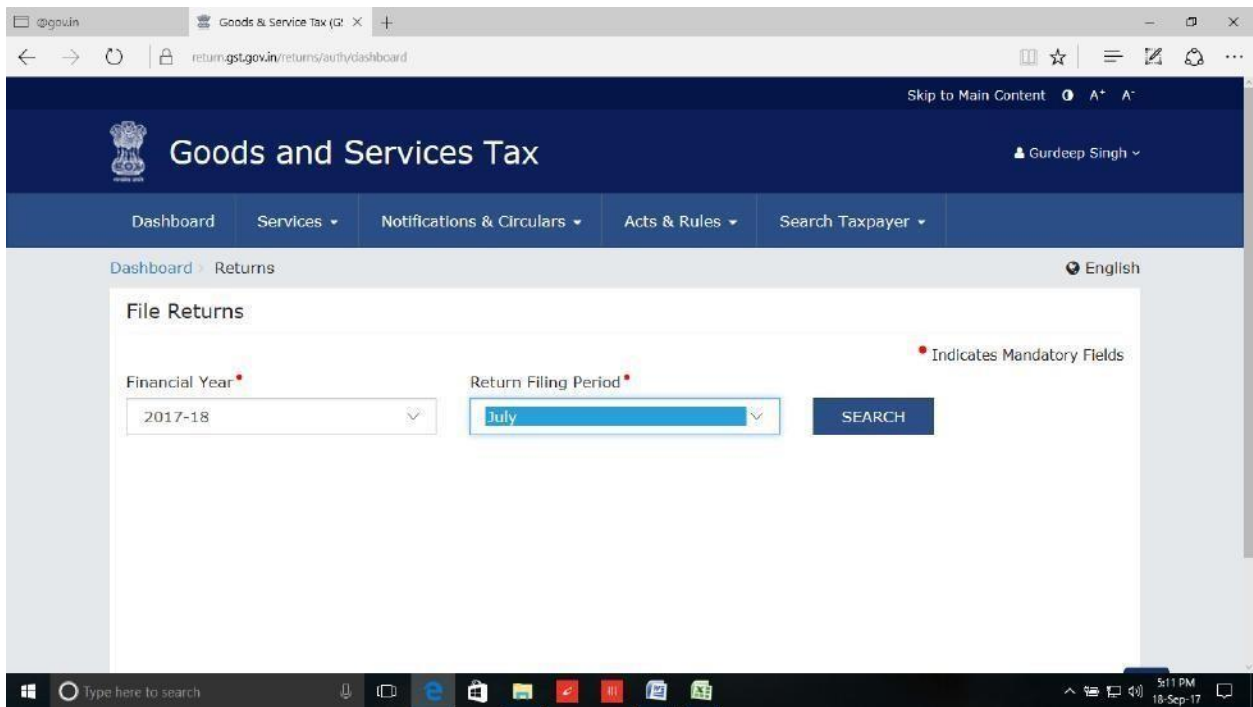 @gov.in
Goods & Service Tax (G!
return.gst.gov.in/returns/auth/dashboard
Skip to Main Content A+ A-
Goods and Services Tax
Gurdeep Singh
Dashboard Services Notifications & Circulars Acts & Rules Search Taxpayer
Dashboard > Returns English
File Returns
• Indicates Mandatory Fields
Financial Year• Return Filing Period•
2017-18 July SEARCH
Type here to search
5:11 PM
18-Sep-17